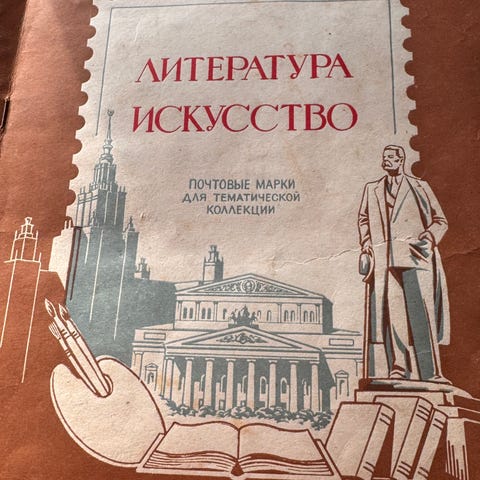 ЛИТЕРАТУРА
ИСКУССТВО
ПОЧТОВЫЕ МАРКИ
ДЛЯ ТЕМАТИЧЕСКОЙ
КОЛЛЕКЦИИ